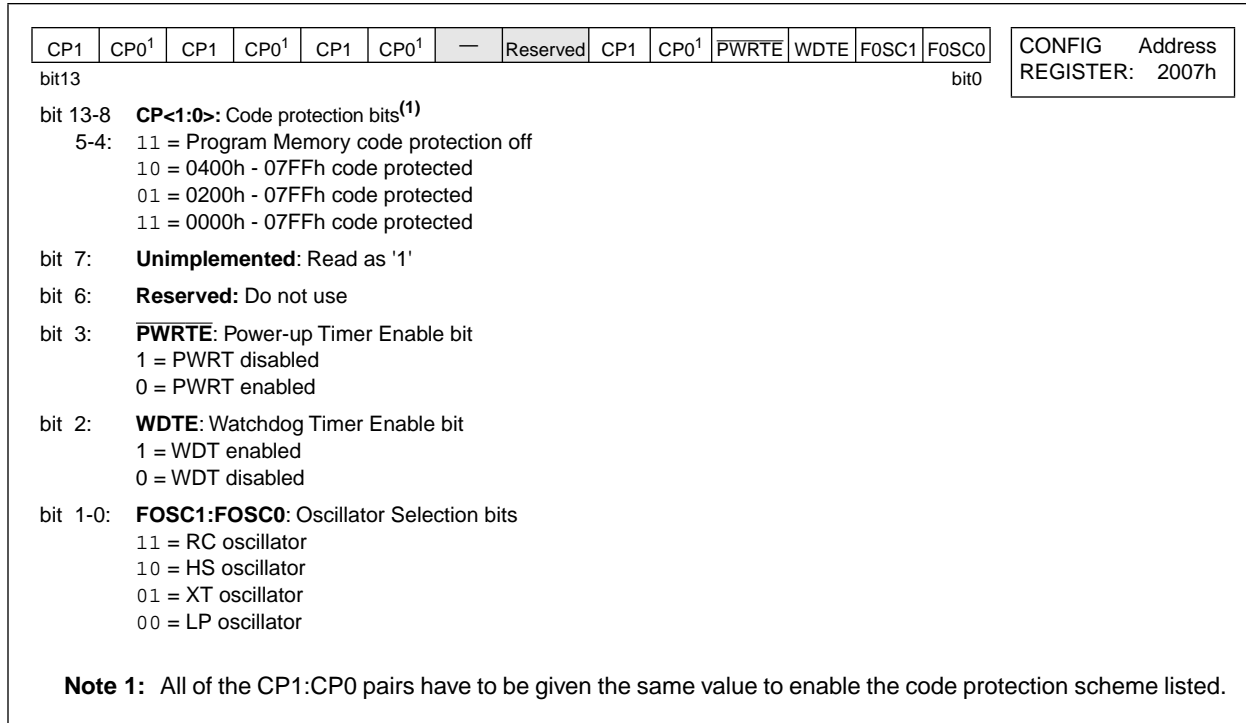 CP1 CP0¹ CP1 CP0¹ CP1 CP0¹ — Reserved CP1 CP0¹ PWRTE WDTE F0SC1 F0SC0
bit13 bit0
CONFIG Address
REGISTER: 2007h
bit 13-8 CP<1:0>: Code protection bits(1)
5-4: 11 = Program Memory code protection off
10 = 0400h - 07FFh code protected
01 = 0200h - 07FFh code protected
11 = 0000h - 07FFh code protected
bit 7: Unimplemented: Read as '1'
bit 6: Reserved: Do not use
bit 3: PWRTE: Power-up Timer Enable bit
1 = PWRT disabled
0 = PWRT enabled
bit 2: WDTE: Watchdog Timer Enable bit
1 = WDT enabled
0 = WDT disabled
bit 1-0: FOSC1:FOSC0: Oscillator Selection bits
11 = RC oscillator
10 = HS oscillator
01 = XT oscillator
00 = LP oscillator
Note 1: All of the CP1:CP0 pairs have to be given the same value to enable the code protection scheme listed.